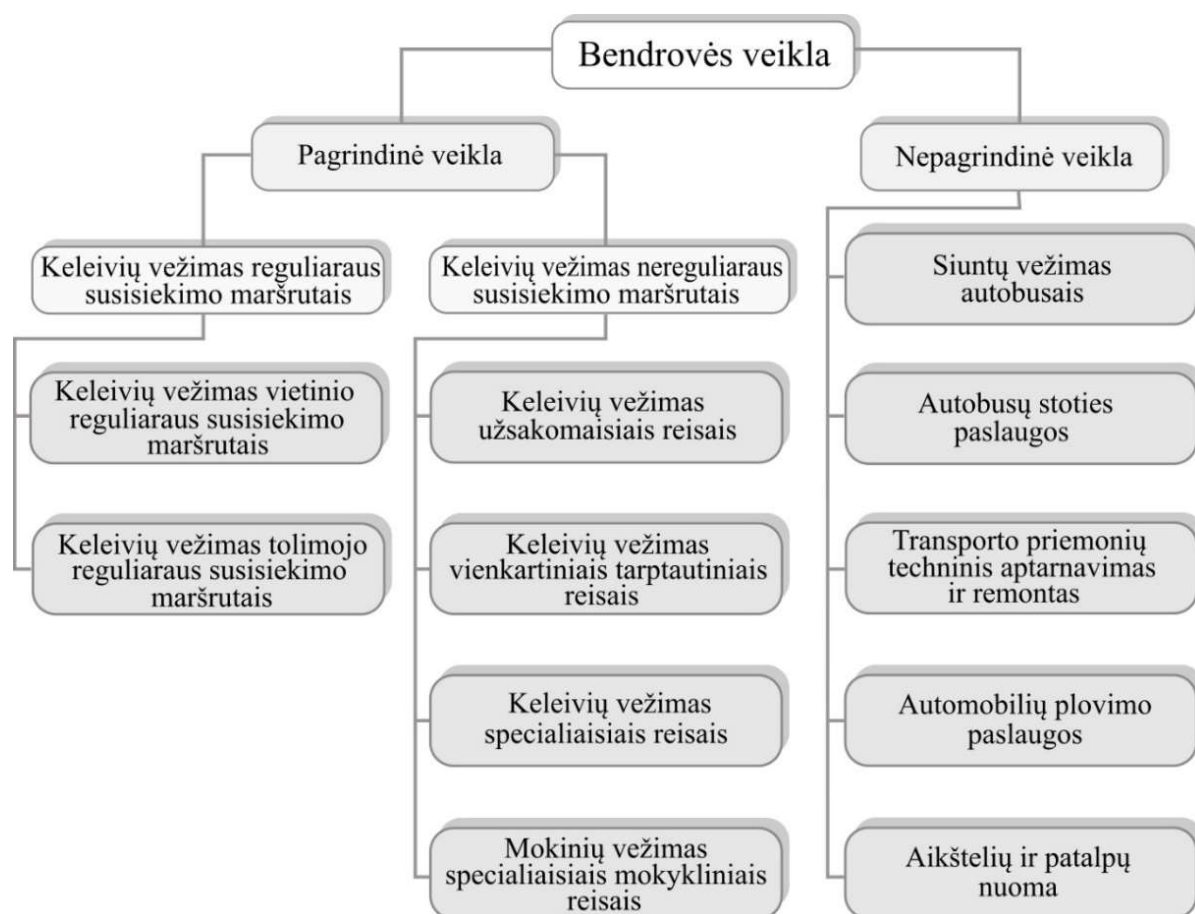 Bendrovės veikla
Pagrindinė veikla
Nepagrindinė veikla
Keleivių vežimas reguliaraus
susisiekimo maršrutais
Keleivių vežimas nereguliaraus
susisiekimo maršrutais
Siuntų vežimas
autobusais
Keleivių vežimas vietinio
reguliaraus susisiekimo
maršrutais
Keleivių vežimas
užsakomaisiais reisais
Autobusų stoties
paslaugos
Keleivių vežimas tolimojo
reguliaraus susisiekimo
maršrutais
Keleivių vežimas
vienkartiniais tarptautiniais
reisais
Transporto priemonių
techninis aptarnavimas
ir remontas
Keleivių vežimas
specialiaisiais reisais
Automobilių plovimo
paslaugos
Mokinių vežimas
specialiaisiais mokykliniais
reisais
Aikštelių ir patalpų
nuoma